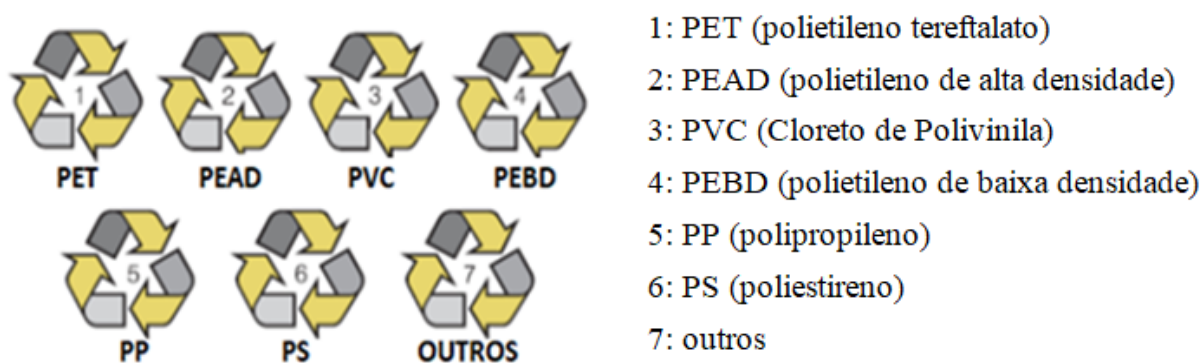 1
2
3
4
PET
PEAD
PVC
PEBD
5
6
7
PP
PS
OUTROS
1: PET (polietileno tereftalato)
2: PEAD (polietileno de alta densidade)
3: PVC (Cloreto de Polivinila)
4: PEBD (polietileno de baixa densidade)
5: PP (polipropileno)
6: PS (poliestireno)
7: outros